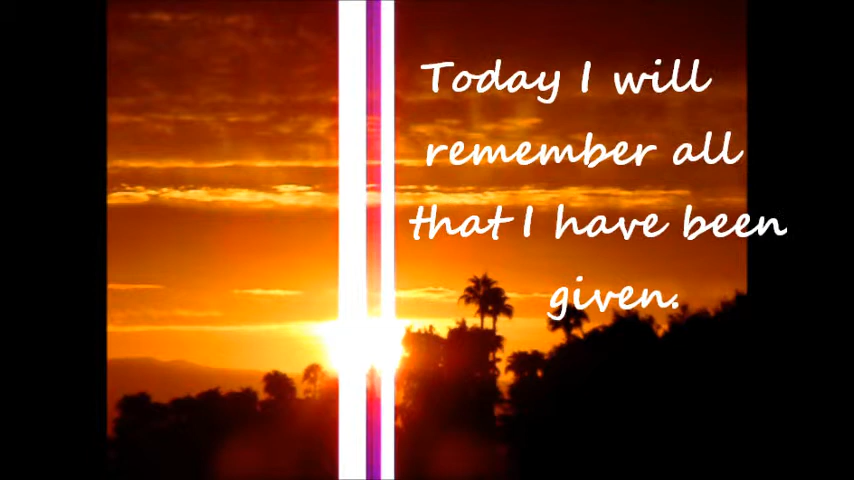 Today I will
remember all
that I have been
given.